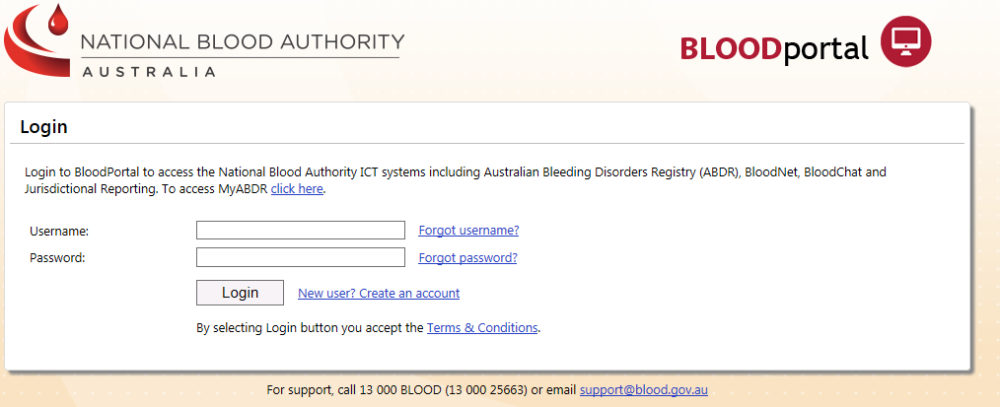 NATIONAL BLOOD AUTHORITY
AUSTRALIA
BLOODportal
Login
Login to BloodPortal to access the National Blood Authority ICT systems including Australian Bleeding Disorders Registry (ABDR), BloodNet, BloodChat and
Jurisdictional Reporting. To access MyABDR click here.
Username: Forgot username?
Password: Forgot password?
Login New user? Create an account
By selecting Login button you accept the Terms & Conditions.
For support, call 13 000 BLOOD (13 000 25663) or email support@blood.gov.au